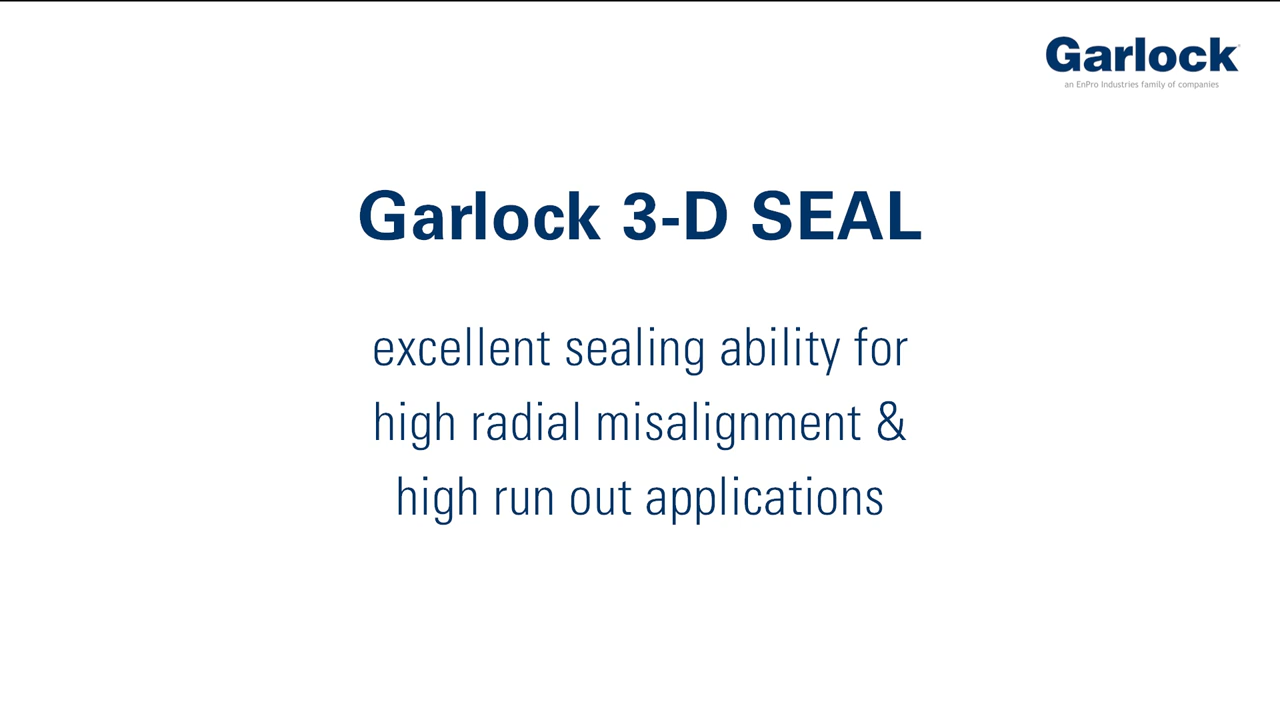 Garlock
an EnPro Industries family of companies
Garlock 3-D SEAL
excellent sealing ability for
high radial misalignment &
high run out applications